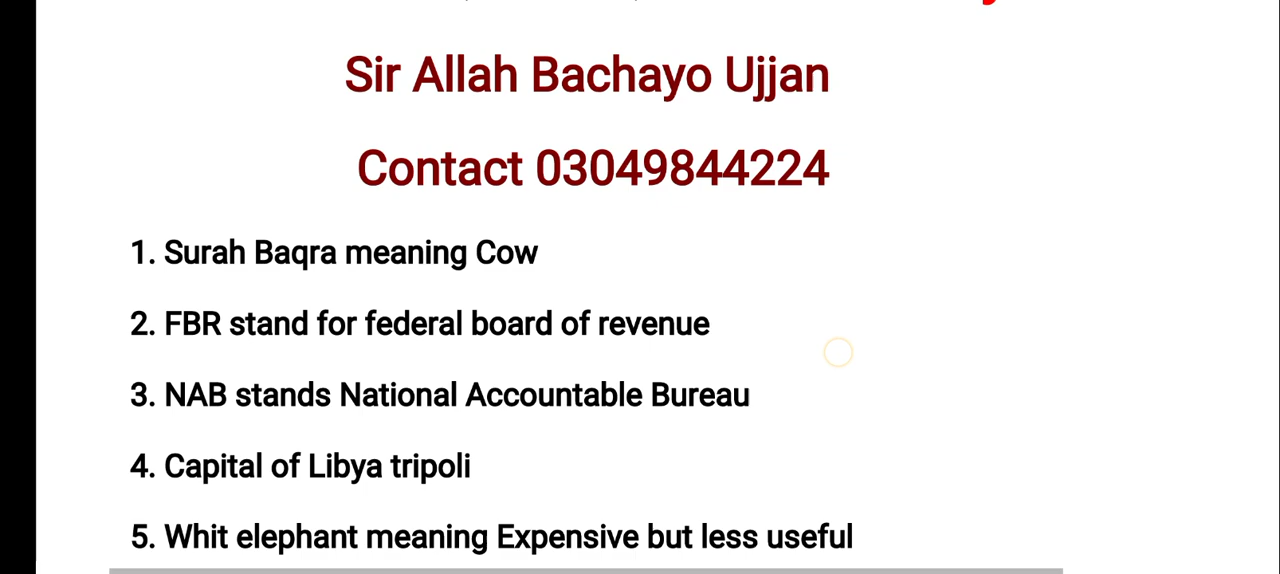 Sir Allah Bachayo Ujjan
Contact 03049844224
1. Surah Baqra meaning Cow
2. FBR stand for federal board of revenue
3. NAB stands National Accountable Bureau
4. Capital of Libya tripoli
5. Whit elephant meaning Expensive but less useful